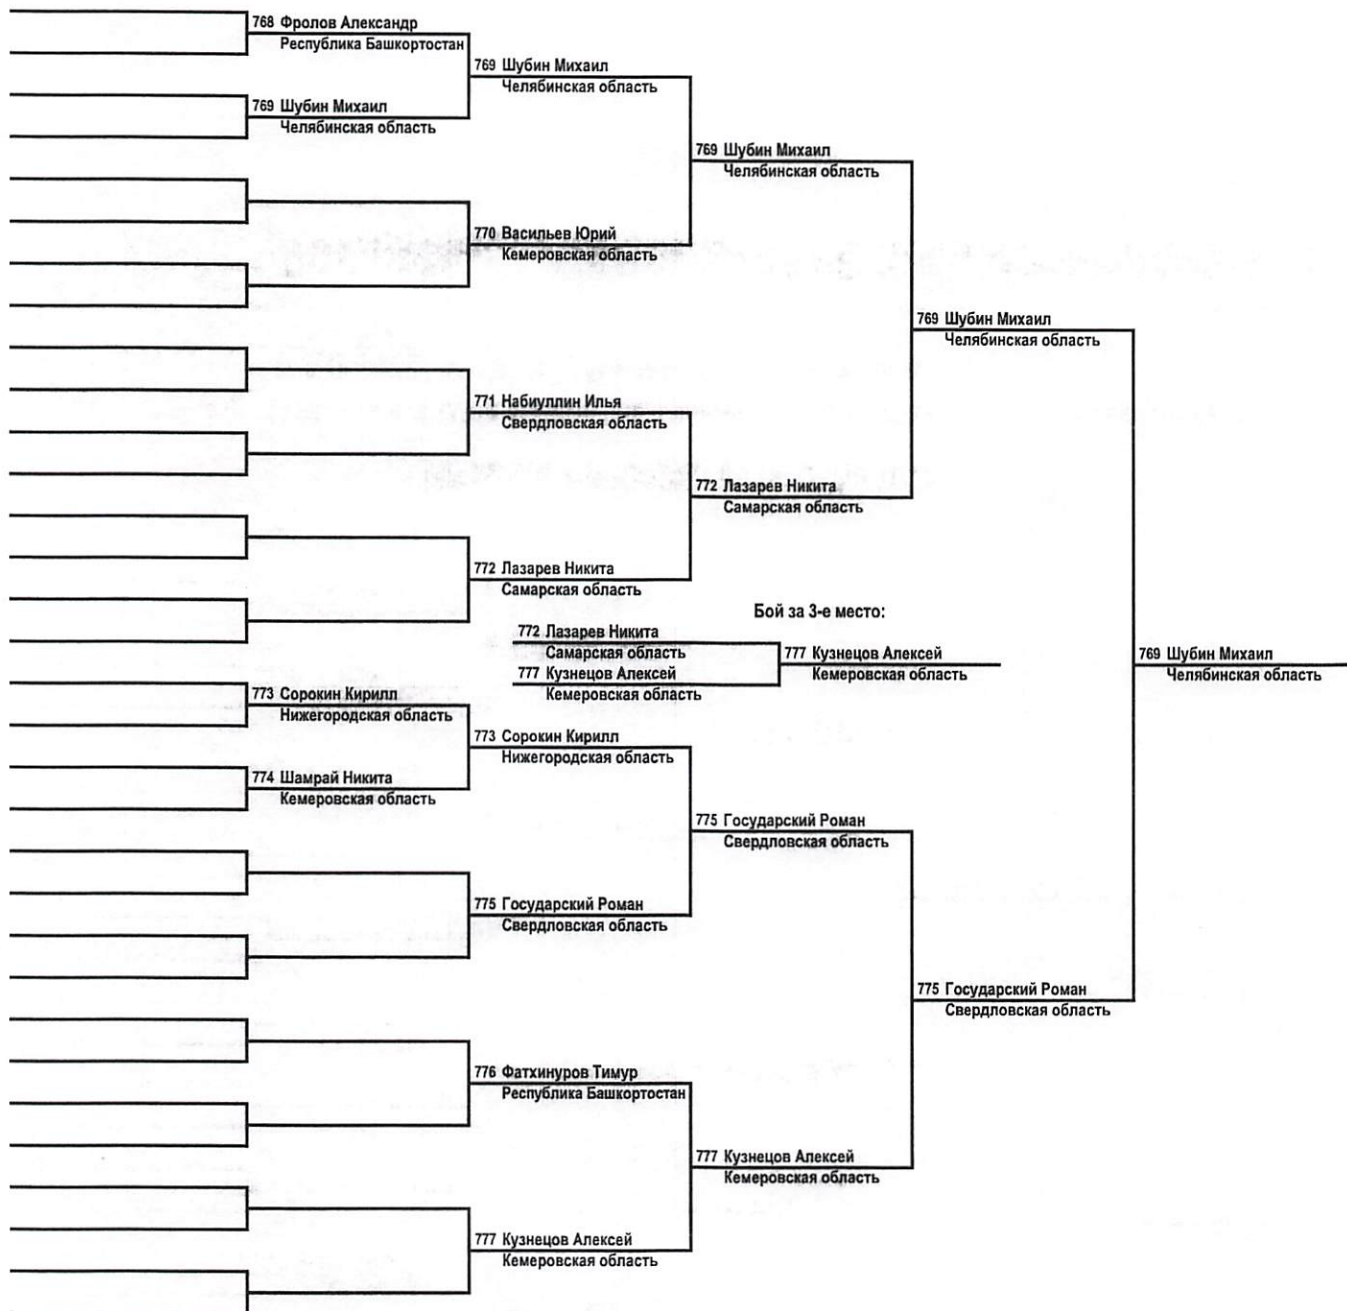 768 Фролов Александр
Республика Башкортостан
769 Шубин Михаил
Челябинская область
769 Шубин Михаил
Челябинская область
769 Шубин Михаил
Челябинская область
770 Васильев Юрий
Кемеровская область
769 Шубин Михаил
Челябинская область
771 Набиуллин Илья
Свердловская область
772 Лазарев Никита
Самарская область
772 Лазарев Никита
Самарская область
Бой за 3-е место:
772 Лазарев Никита
Самарская область
777 Кузнецов Алексей
Кемеровская область
777 Кузнецов Алексей
Кемеровская область
769 Шубин Михаил
Челябинская область
773 Сорокин Кирилл
Нижегородская область
773 Сорокин Кирилл
Нижегородская область
774 Шамрай Никита
Кемеровская область
775 Государский Роман
Свердловская область
775 Государский Роман
Свердловская область
775 Государский Роман
Свердловская область
776 Фатхинуров Тимур
Республика Башкортостан
777 Кузнецов Алексей
Кемеровская область
777 Кузнецов Алексей
Кемеровская область